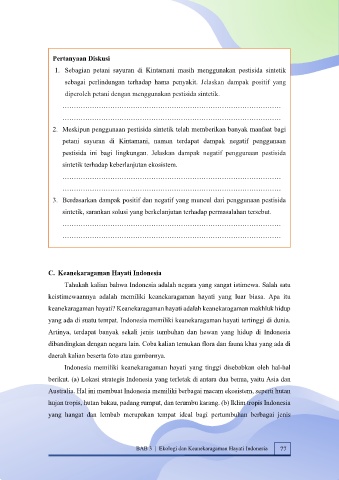 Pertanyaan Diskusi
1. Sebagian petani sayuran di Kintamani masih menggunakan pestisida sintetik
sebagai perlindungan terhadap hama penyakit. Jelaskan dampak positif yang
diperoleh petani dengan menggunakan pestisida sintetik.
................................................................................
................................................................................
2. Meskipun penggunaan pestisida sintetik telah memberikan banyak manfaat bagi
petani sayuran di Kintamani, namun terdapat dampak negatif penggunaan
pestisida ini bagi lingkungan. Jelaskan dampak negatif penggunaan pestisida
sintetik terhadap keberlanjutan ekosistem.
................................................................................
................................................................................
3. Berdasarkan dampak positif dan negatif yang muncul dari penggunaan pestisida
sintetik, sarankan solusi yang berkelanjutan terhadap permasalahan tersebut.
................................................................................
................................................................................
C. Keanekaragaman Hayati Indonesia
Tahukah kalian bahwa Indonesia adalah negara yang sangat istimewa. Salah satu
keistimewaannya adalah memiliki keanekaragaman hayati yang luar biasa. Apa itu
keanekaragaman hayati? Keanekaragaman hayati adalah keanekaragaman makhluk hidup
yang ada di suatu tempat. Indonesia memiliki keanekaragaman hayati tertinggi di dunia.
Artinya, terdapat banyak sekali jenis tumbuhan dan hewan yang hidup di Indonesia
dibandingkan dengan negara lain. Coba kalian temukan flora dan fauna khas yang ada di
daerah kalian beserta foto atau gambarnya.
Indonesia memiliki keanekaragaman hayati yang tinggi disebabkan oleh hal-hal
berikut. (a) Lokasi strategis Indonesia yang terletak di antara dua benua, yaitu Asia dan
Australia. Hal ini membuat Indonesia memiliki berbagai macam ekosistem, seperti hutan
hujan tropis, hutan bakau, padang rumput, dan terumbu karang. (b) Iklim tropis Indonesia
yang hangat dan lembab merupakan tempat ideal bagi pertumbuhan berbagai jenis
BAB 3 | Ekologi dan Keanekaragaman Hayati Indonesia 77